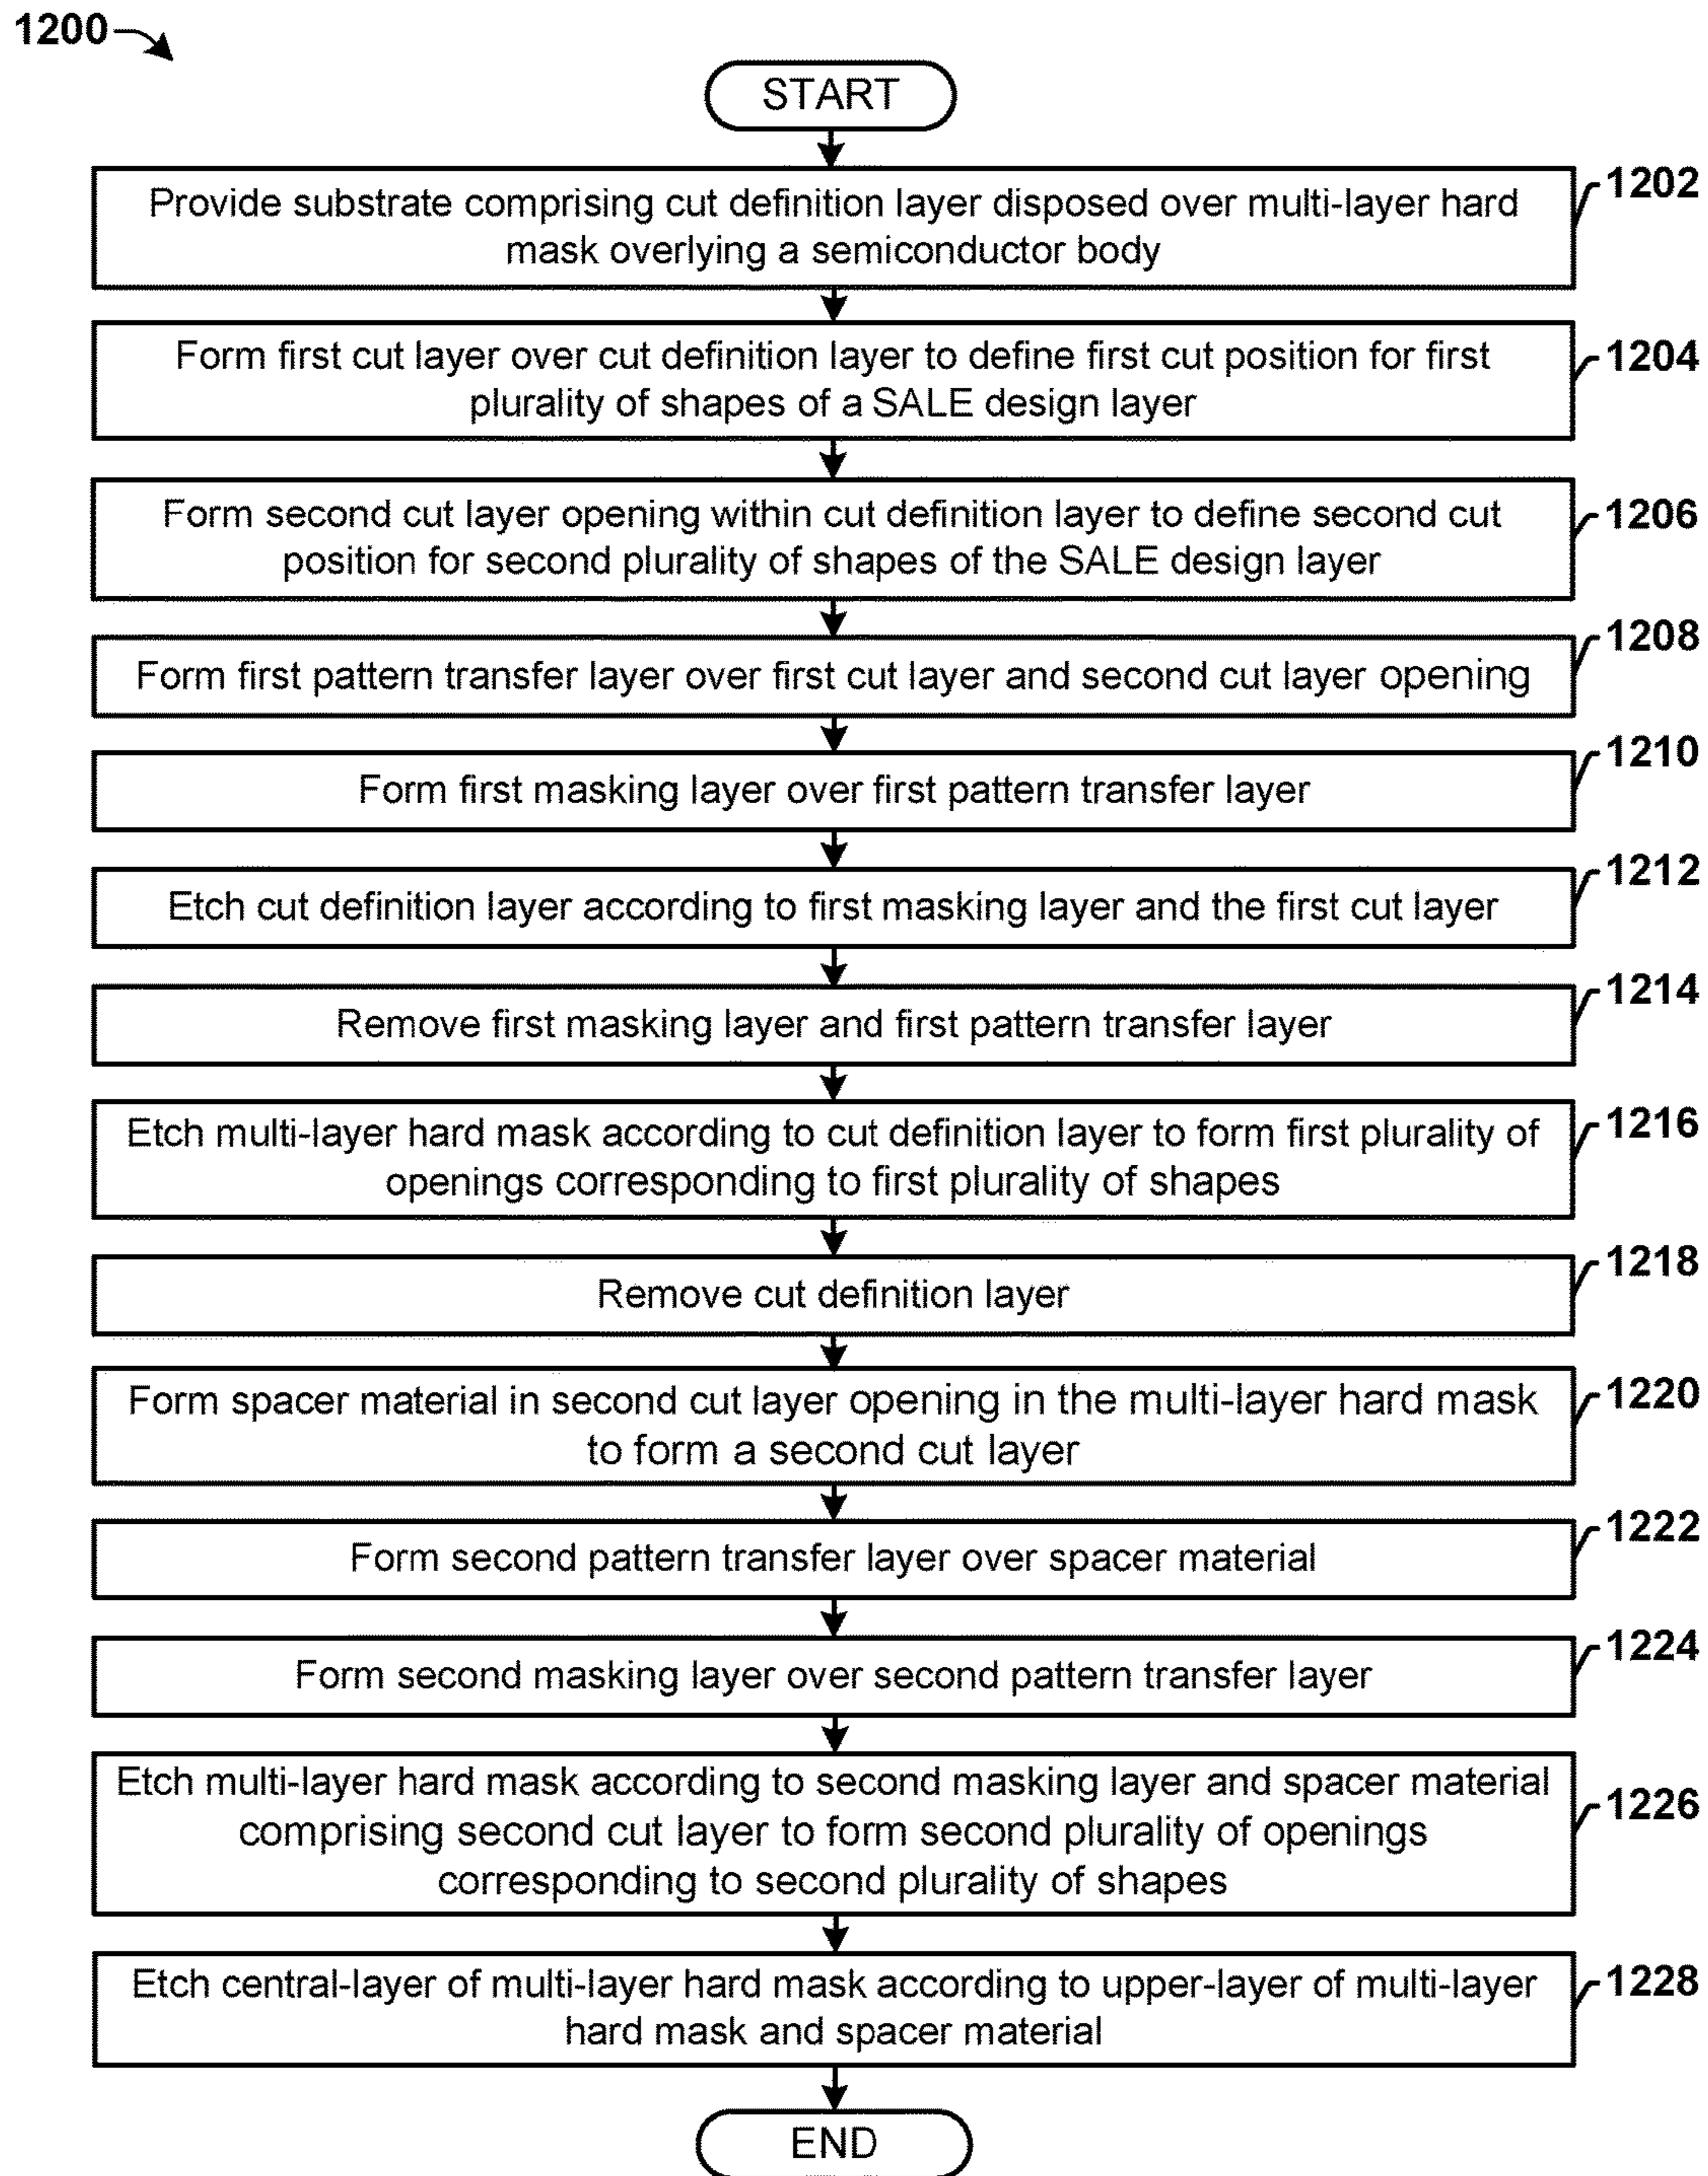 1200
START
Provide substrate comprising cut definition layer disposed over multi-layer hard
mask overlying a semiconductor body
1202
Form first cut layer over cut definition layer to define first cut position for first
plurality of shapes of a SALE design layer
1204
Form second cut layer opening within cut definition layer to define second cut
position for second plurality of shapes of the SALE design layer
1206
Form first pattern transfer layer over first cut layer and second cut layer opening
1208
Form first masking layer over first pattern transfer layer
1210
Etch cut definition layer according to first masking layer and the first cut layer
1212
Remove first masking layer and first pattern transfer layer
1214
Etch multi-layer hard mask according to cut definition layer to form first plurality of
openings corresponding to first plurality of shapes
1216
Remove cut definition layer
1218
Form spacer material in second cut layer opening in the multi-layer hard mask
to form a second cut layer
1220
Form second pattern transfer layer over spacer material
1222
Form second masking layer over second pattern transfer layer
1224
Etch multi-layer hard mask according to second masking layer and spacer material
comprising second cut layer to form second plurality of openings
corresponding to second plurality of shapes
1226
Etch central-layer of multi-layer hard mask according to upper-layer of multi-layer
hard mask and spacer material
1228
END